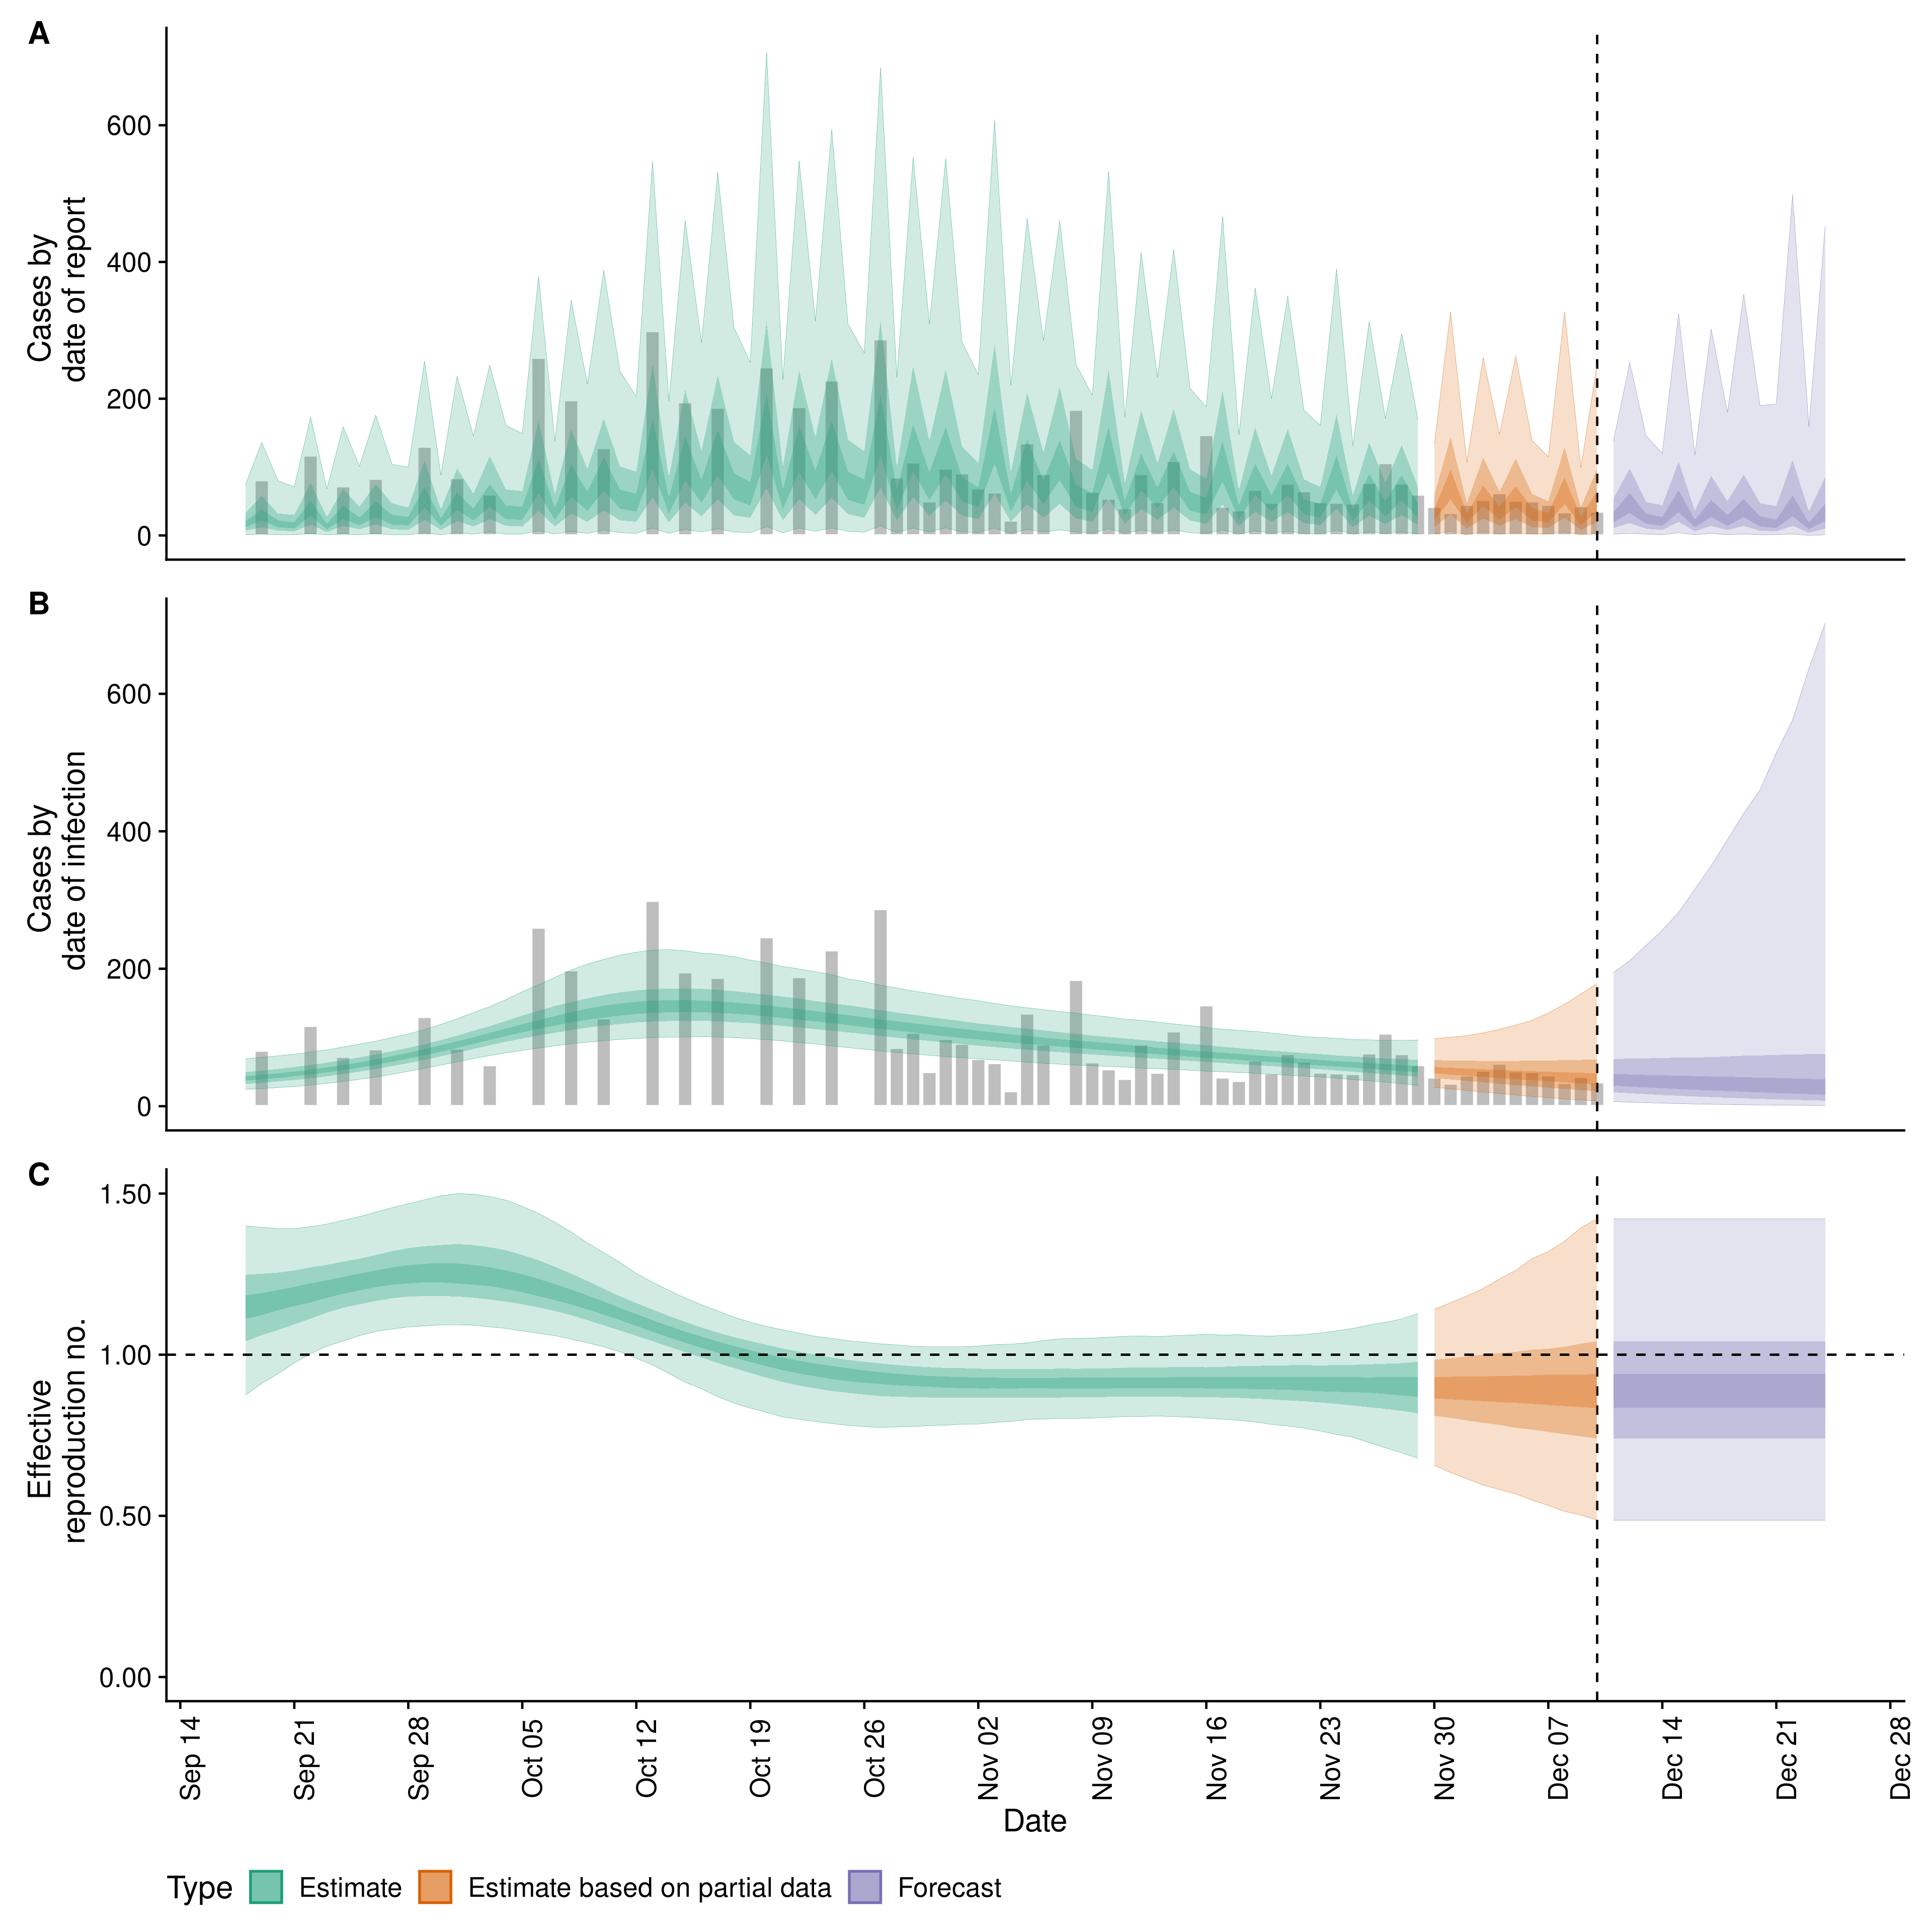 A
Cases by
date of report
600
400
200
0
B
Cases by
date of infection
600
400
200
0
C
Effective
reproduction no.
1.50
1.00
0.50
0.00
Sep 14
Sep 21
Sep 28
Oct 05
Oct 12
Oct 19
Oct 26
Nov 02
Nov 09
Nov 16
Nov 23
Nov 30
Dec 07
Dec 14
Dec 21
Dec 28
Date
Type Estimate Estimate based on partial data Forecast